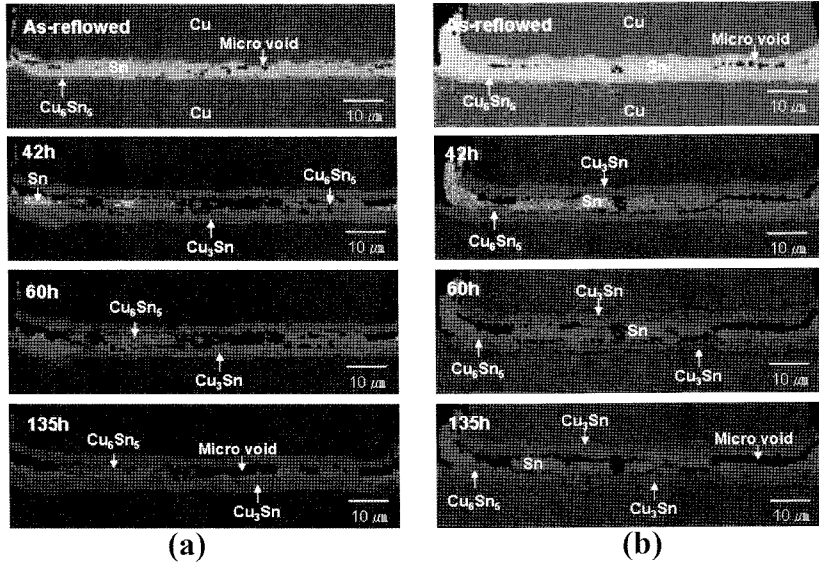 As-reflowed
Cu
Micro void
Sn
Cu₆Sn₅
Cu
10 ㎛
42h
Sn
Cu₆Sn₅
Cu₃Sn
10 ㎛
60h
Cu₆Sn₅
Cu₃Sn
10 ㎛
135h
Cu₆Sn₅
Micro void
Cu₃Sn
10 ㎛
(a)
As-reflowed
Cu
Micro void
Sn
Cu₆Sn₅
Cu
10 ㎛
42h
Cu₃Sn
Sn
Cu₆Sn₅
10 ㎛
60h
Cu₃Sn
Sn
Cu₆Sn₅
Cu₃Sn
10 ㎛
135h
Cu₃Sn
Micro void
Sn
Cu₆Sn₅
Cu₃Sn
10 ㎛
(b)